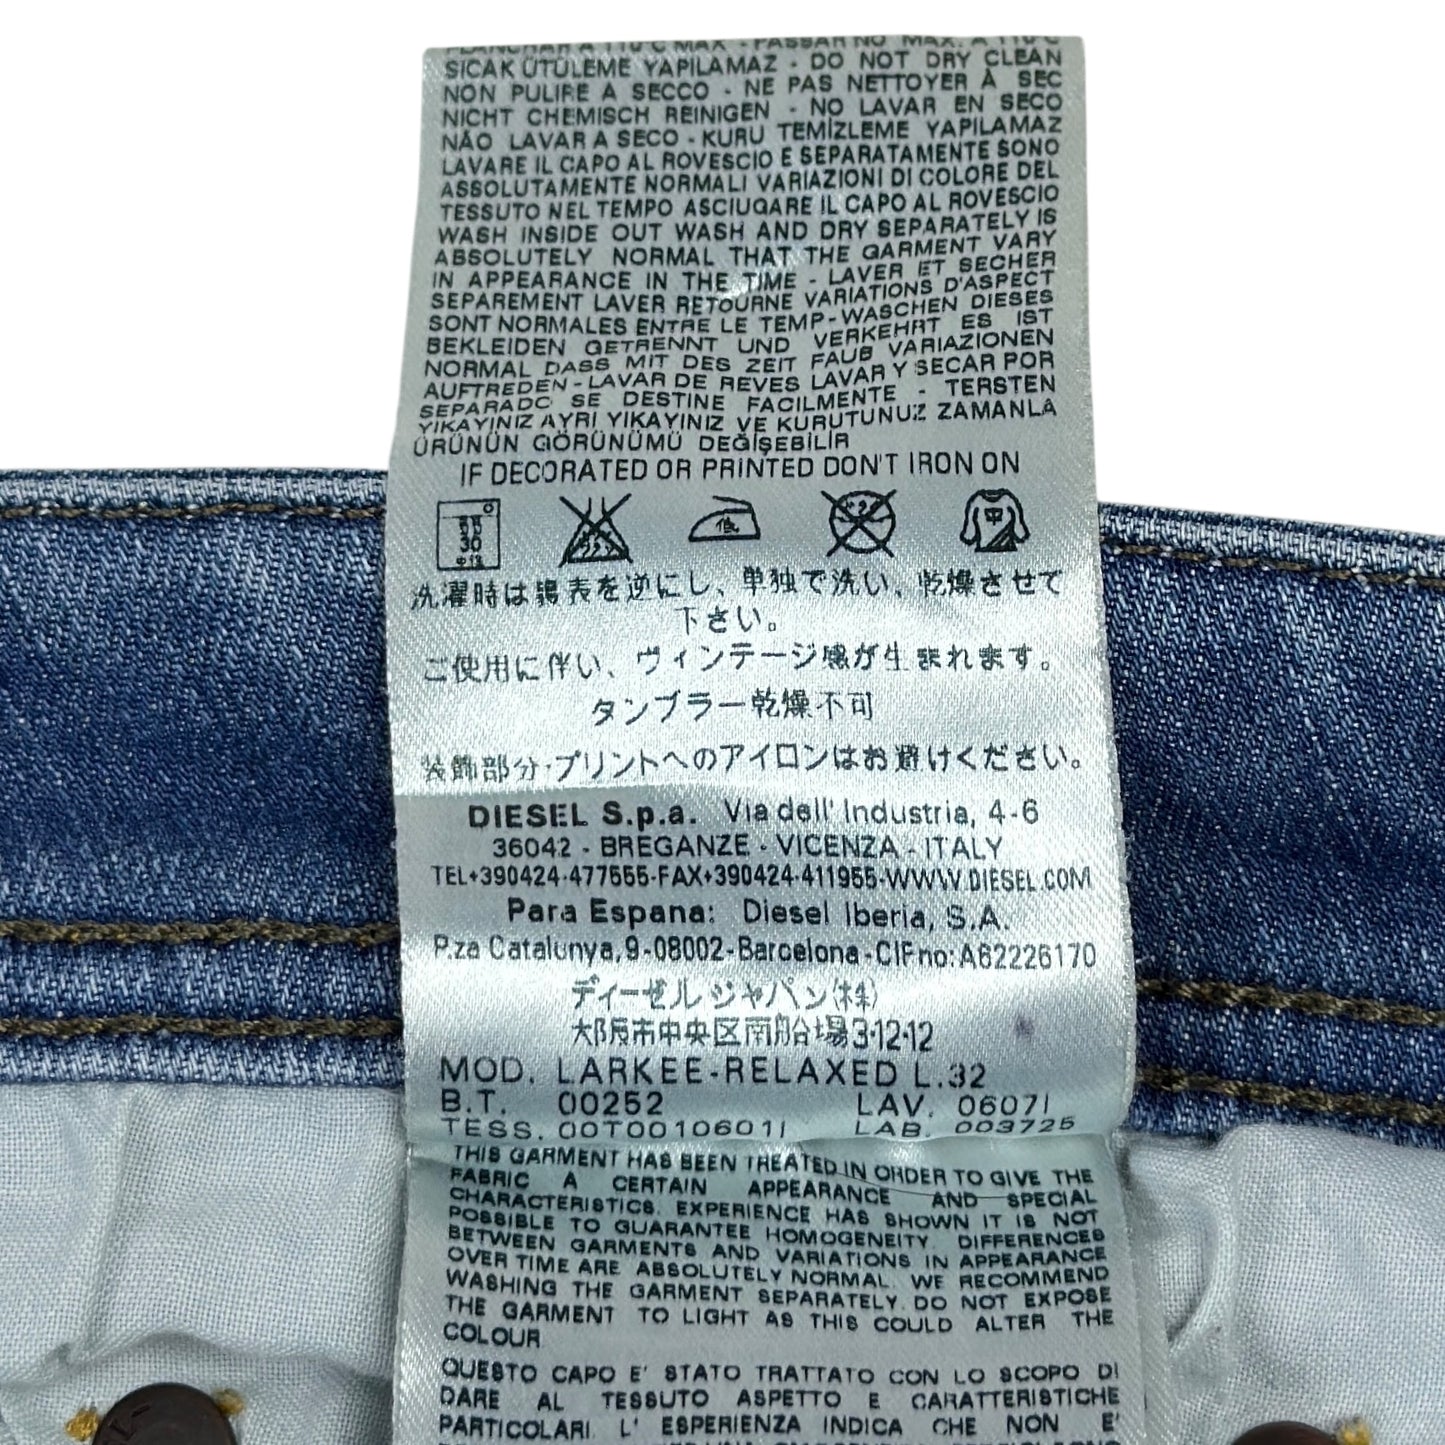 PLANCHAR A 110°C MAX - PASSAR NO MAX. A 110°C
SICAK ÜTÜLEME YAPILAMAZ - DO NOT DRY CLEAN
NON PULIRE A SECCO - NE PAS NETTOYER À SEC
NICHT CHEMISCH REINIGEN - NO LAVAR EN SECO
NÃO LAVAR A SECO - KURU TEMİZLEME YAPILAMAZ
LAVARE IL CAPO AL ROVESCIO E SEPARATAMENTE SONO
ASSOLUTAMENTE NORMALI VARIAZIONI DI COLORE DEL
TESSUTO NEL TEMPO ASCIUGARE IL CAPO AL ROVESCIO
WASH INSIDE OUT WASH AND DRY SEPARATELY IS
ABSOLUTELY NORMAL THAT THE GARMENT VARY
IN APPEARANCE IN THE TIME - LAVER ET SECHER
SEPAREMENT LAVER RETOURNE VARIATIONS D'ASPECT
SONT NORMALES ENTRE LE TEMP-WASCHEN DIESES
BEKLEIDEN GETRENNT UND VERKEHRT ES IST
NORMAL DASS MIT DES ZEIT FAUB VARIAZIONEN
AUFTREDEN-LAVAR DE REVES LAVAR Y SECAR POR
SEPARADO SE DESTINE FACILMENTE - TERSTEN
YIKAYINIZ AYRI YIKAYINIZ VE KURUTUNUZ ZAMANLA
ÜRÜNÜN GÖRÜNÜMÜ DEĞİŞEBİLİR
IF DECORATED OR PRINTED DON'T IRON ON
30
中性
低
中
洗濯時は製品表を逆にし、単独で洗い、乾燥させて
下さい。
ご使用に伴い、ヴィンテージ感が生まれます。
タンブラー乾燥不可
装飾部分・プリントへのアイロンはお避けください。
DIESEL S.p.a. Via dell' Industria, 4-6
36042 - BREGANZE - VICENZA - ITALY
TEL+390424-477555-FAX+390424-411955-WWW.DIESEL.COM
Para Espana: Diesel Iberia, S.A.
P.za Catalunya, 9-08002-Barcelona-CIF no: A62226170
ディーゼルジャパン(株)
大阪市中央区南船場3-12-12
MOD. LARKEE-RELAXED L.32
B.T. 00252 LAV. 0607I
TESS. 00T0010601I LAB. 003725
THIS GARMENT HAS BEEN TREATED IN ORDER TO GIVE THE
FABRIC A CERTAIN APPEARANCE AND SPECIAL
CHARACTERISTICS. EXPERIENCE HAS SHOWN IT IS NOT
POSSIBLE TO GUARANTEE HOMOGENEITY. DIFFERENCES
BETWEEN GARMENTS AND VARIATIONS IN APPEARANCE
OVER TIME ARE ABSOLUTELY NORMAL. WE RECOMMEND
WASHING THE GARMENT SEPARATELY. DO NOT EXPOSE
THE GARMENT TO LIGHT AS THIS COULD ALTER THE
COLOUR
QUESTO CAPO E' STATO TRATTATO CON LO SCOPO DI
DARE AL TESSUTO ASPETTO E CARATTERISTICHE
PARTICOLARI. L' ESPERIENZA INDICA CHE NON E'